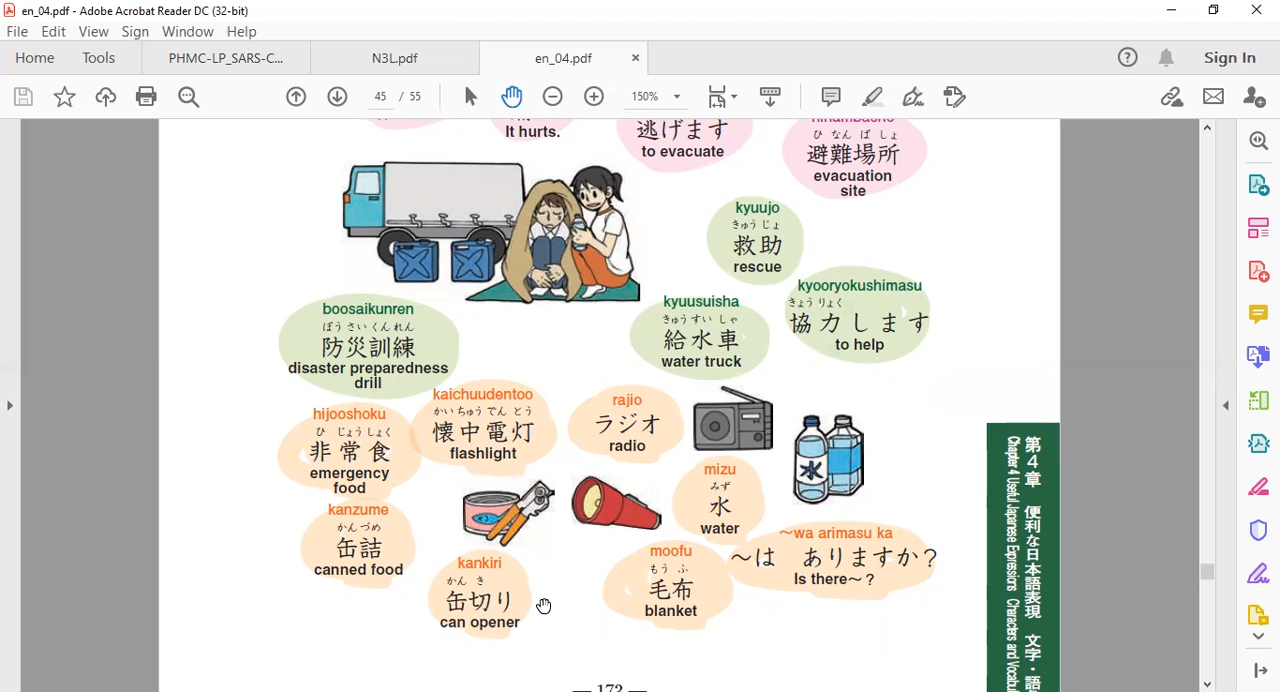 en_04.pdf - Adobe Acrobat Reader DC (32-bit)
File Edit View Sign Window Help
Home Tools PHMC-LP_SARS-C... N3L.pdf en_04.pdf × Sign In
45 / 55 150%
It hurts.
逃げます
to evacuate
ひ なん ば しょ
避難場所
evacuation
site
kyuujo
きゅう じょ
救助
rescue
kyooryokushimasu
きょう りょく
協力します
to help
kyuusuisha
きゅう すい しゃ
給水車
water truck
boosaikunren
ぼう さい くん れん
防災訓練
disaster preparedness
drill
hijooshoku
ひ じょう しょく
非常食
emergency
food
kaichuudentoo
かい ちゅう でん とう
懐中電灯
flashlight
rajio
ラジオ
radio
水
mizu
みず
水
water
kanzume
かん づめ
缶詰
canned food
kankiri
かん き
缶切り
can opener
moofu
もう ふ
毛布
blanket
〜wa arimasu ka
〜は ありますか?
Is there〜?
第4章 便利な日本語表現 文字・語
Chapter 4 Useful Japanese Expressions Characters and Vocabul
— 172 —